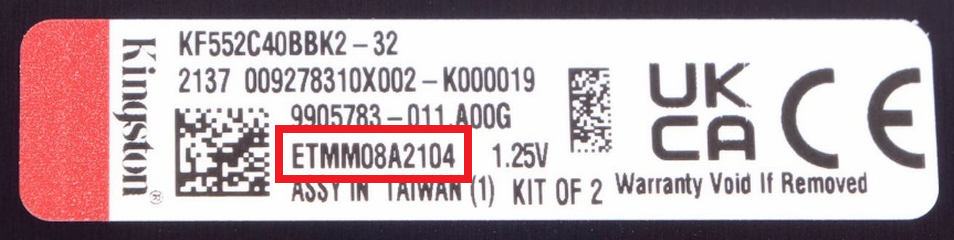 Kingston®
KF552C40BBK2-32
2137 009278310X002-K000019
9905783-011.A00G
ETMM08A2104 1.25V
ASSY IN TAIWAN (1) KIT OF 2 Warranty Void If Removed
UK
CA
CE